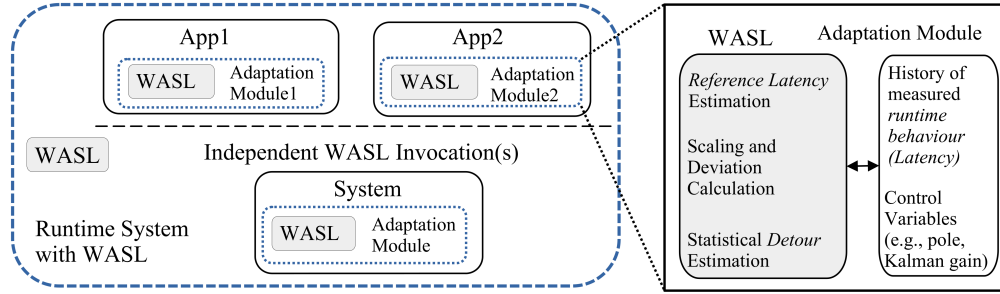 App1
WASL
Adaptation
Module1
App2
WASL
Adaptation
Module2
WASL
Independent WASL Invocation(s)
System
WASL
Adaptation
Module
Runtime System
with WASL
WASL
Reference Latency
Estimation
Scaling and
Deviation
Calculation
Statistical Detour
Estimation
Adaptation Module
History of
measured
runtime
behaviour
(Latency)
Control
Variables
(e.g., pole,
Kalman gain)